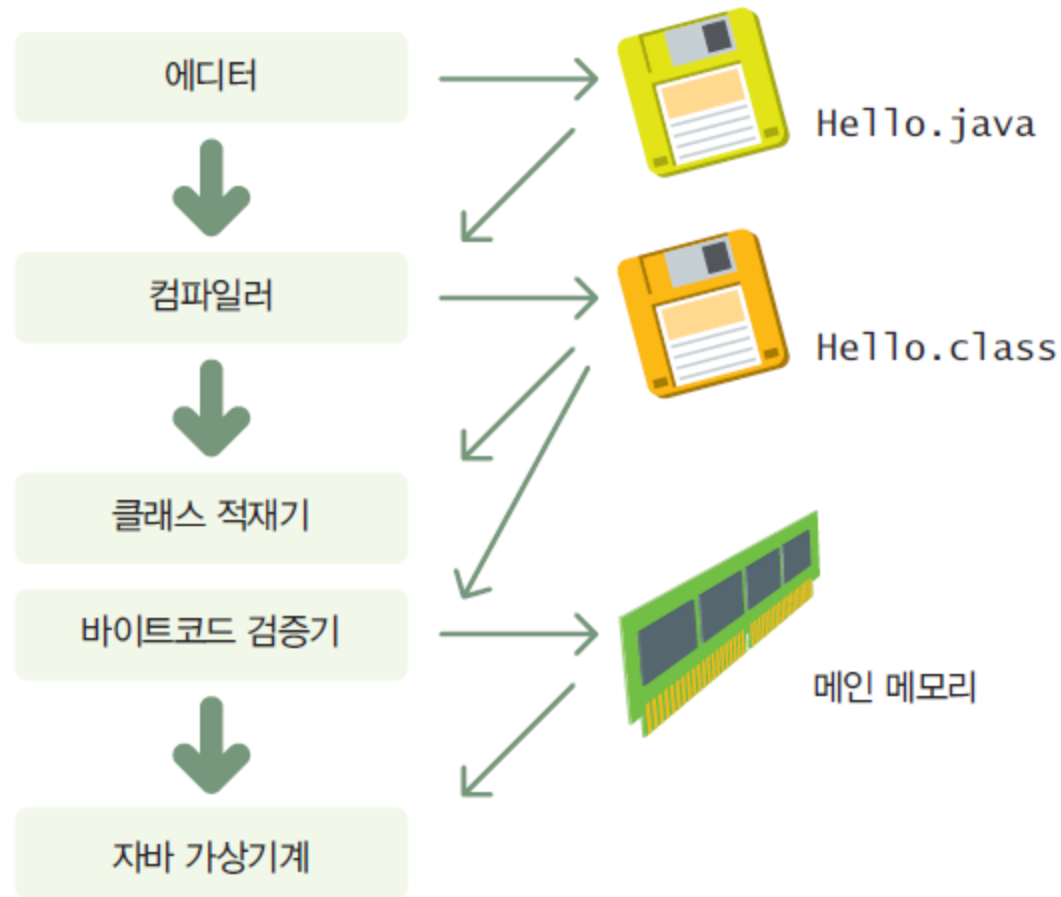 에디터
Hello.java
컴파일러
Hello.class
클래스 적재기
바이트코드 검증기
메인 메모리
자바 가상기계